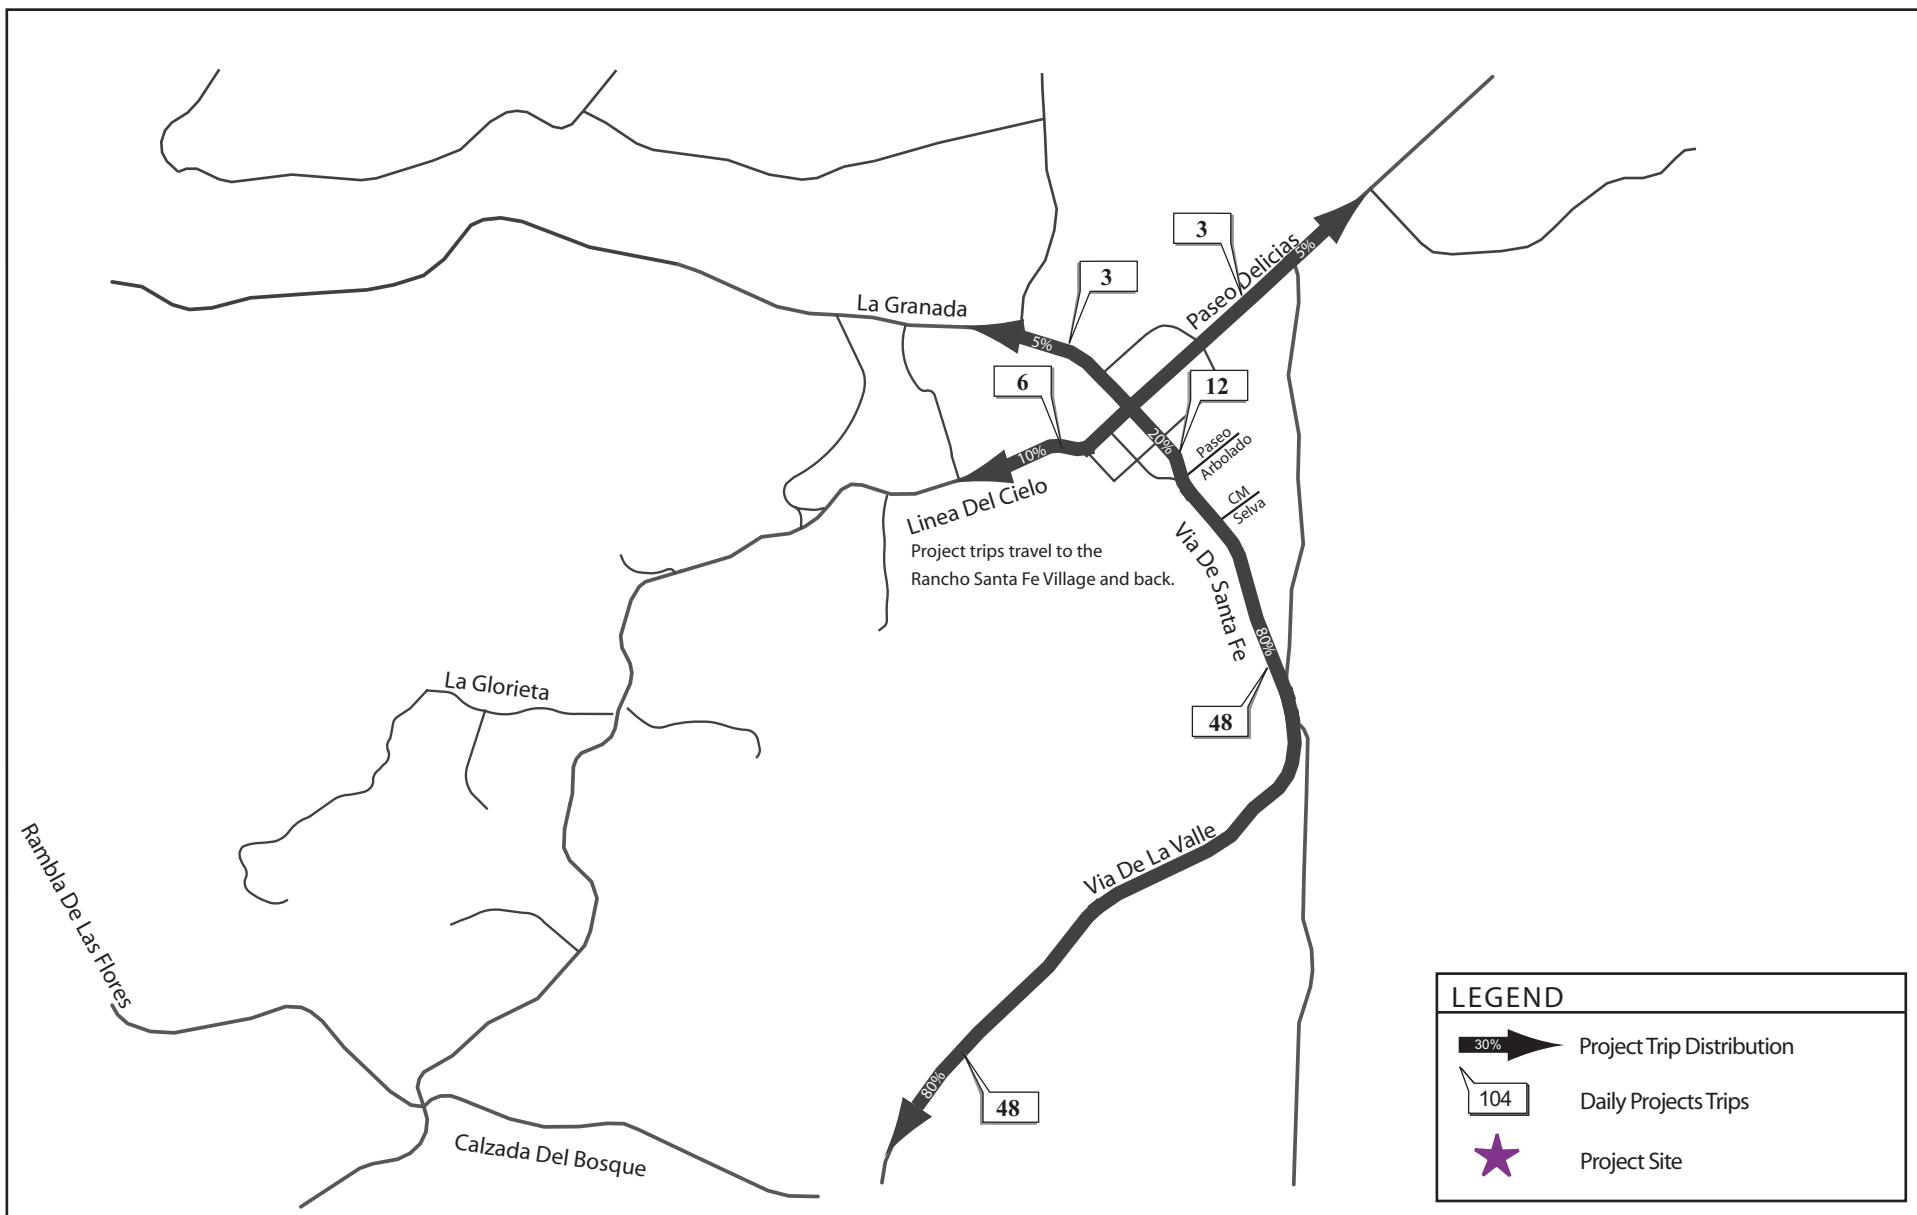 3
Paseo Delicias
5%
3
La Granada
5%
6
12
20%
10%
Paseo
Arbolado
CM
Selva
Linea Del Cielo
Project trips travel to the
Rancho Santa Fe Village and back.
Via De Santa Fe
80%
La Glorieta
48
Via De La Valle
Rambla De Las Flores
80%
48
Calzada Del Bosque
LEGEND
30%
Project Trip Distribution
104
Daily Projects Trips
Project Site